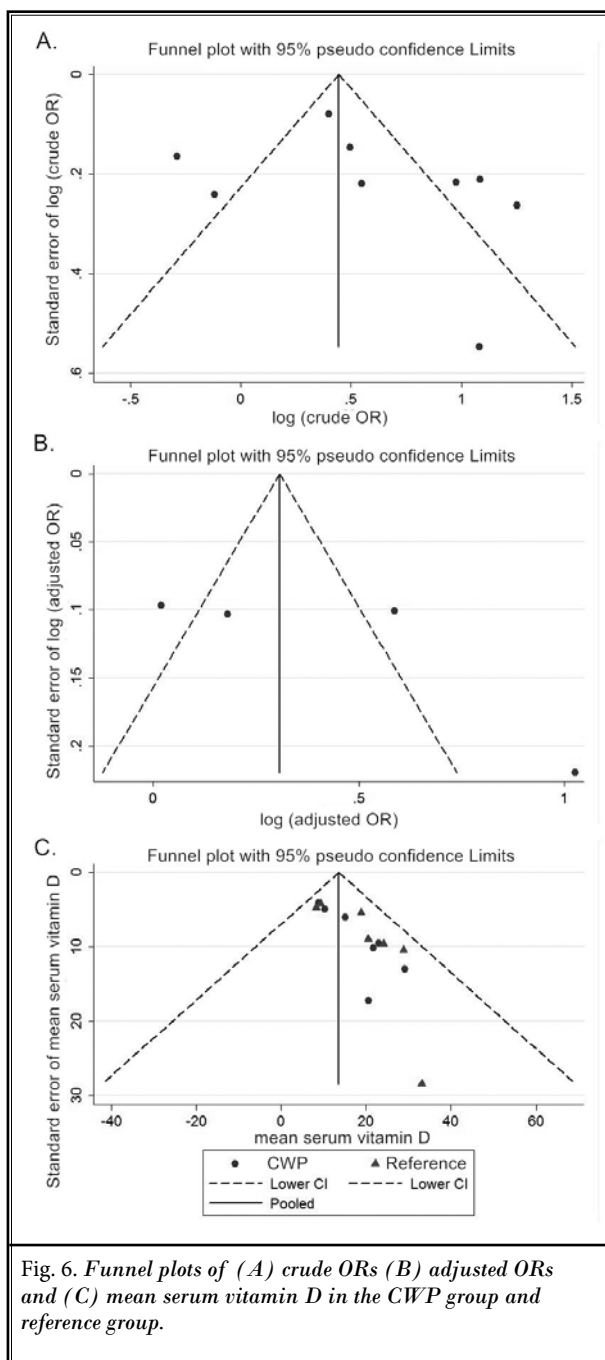 A.
Funnel plot with 95% pseudo confidence Limits
Standard error of log (crude OR)
0
.2
.4
.6
-.5
0
.5
1
1.5
log (crude OR)
B.
Funnel plot with 95% pseudo confidence Limits
Standard error of log (adjusted OR)
0
.05
.1
.15
.2
0
.5
1
log (adjusted OR)
C.
Funnel plot with 95% pseudo confidence Limits
Standard error of mean serum vitamin D
0
10
20
30
-40
-20
0
20
40
60
mean serum vitamin D
CWP
Reference
Lower CI
Lower CI
Pooled
Fig. 6. Funnel plots of (A) crude ORs (B) adjusted ORs
and (C) mean serum vitamin D in the CWP group and
reference group.